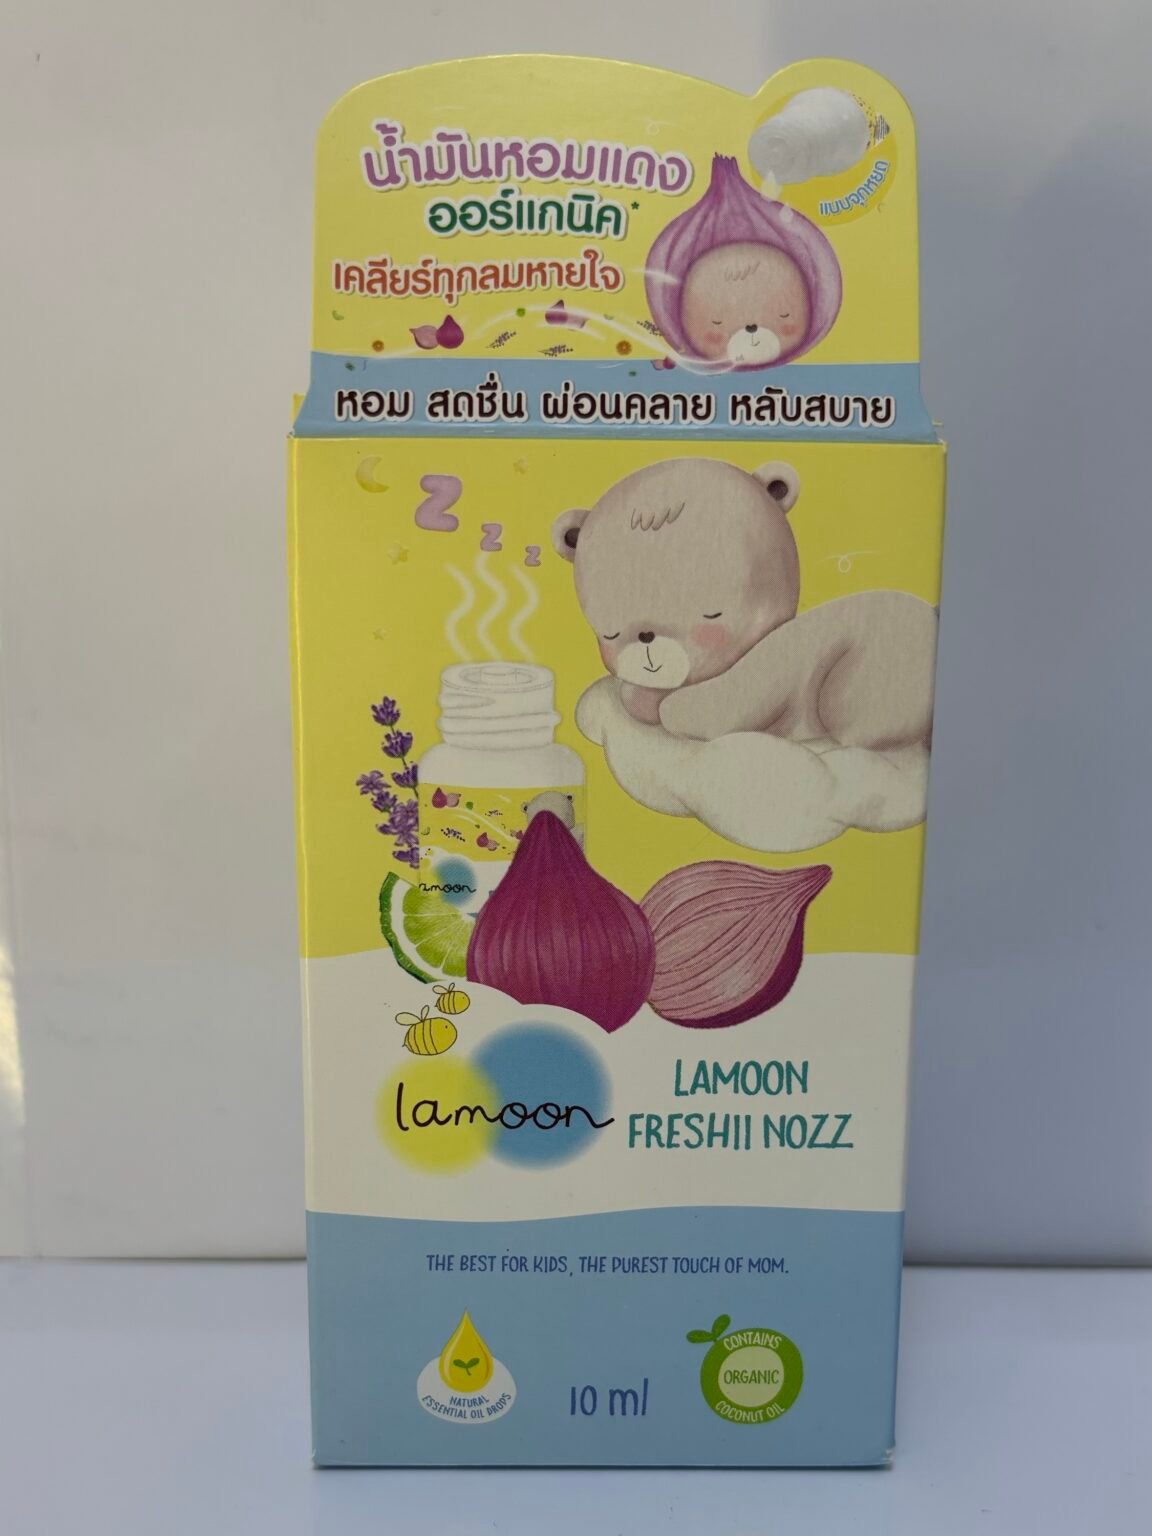 น้ำมันหอมแดง
ออร์แกนิค*
เคลียร์ทุกลมหายใจ
แบบจุกหยด
หอม สดชื่น ผ่อนคลาย หลับสบาย
Z
Z
Z
lamoon
lamoon
LAMOON
FRESHII NOZZ
THE BEST FOR KIDS, THE PUREST TOUCH OF MOM.
NATURAL
ESSENTIAL OIL DROPS
10 ml
CONTAINS
ORGANIC
COCONUT OIL